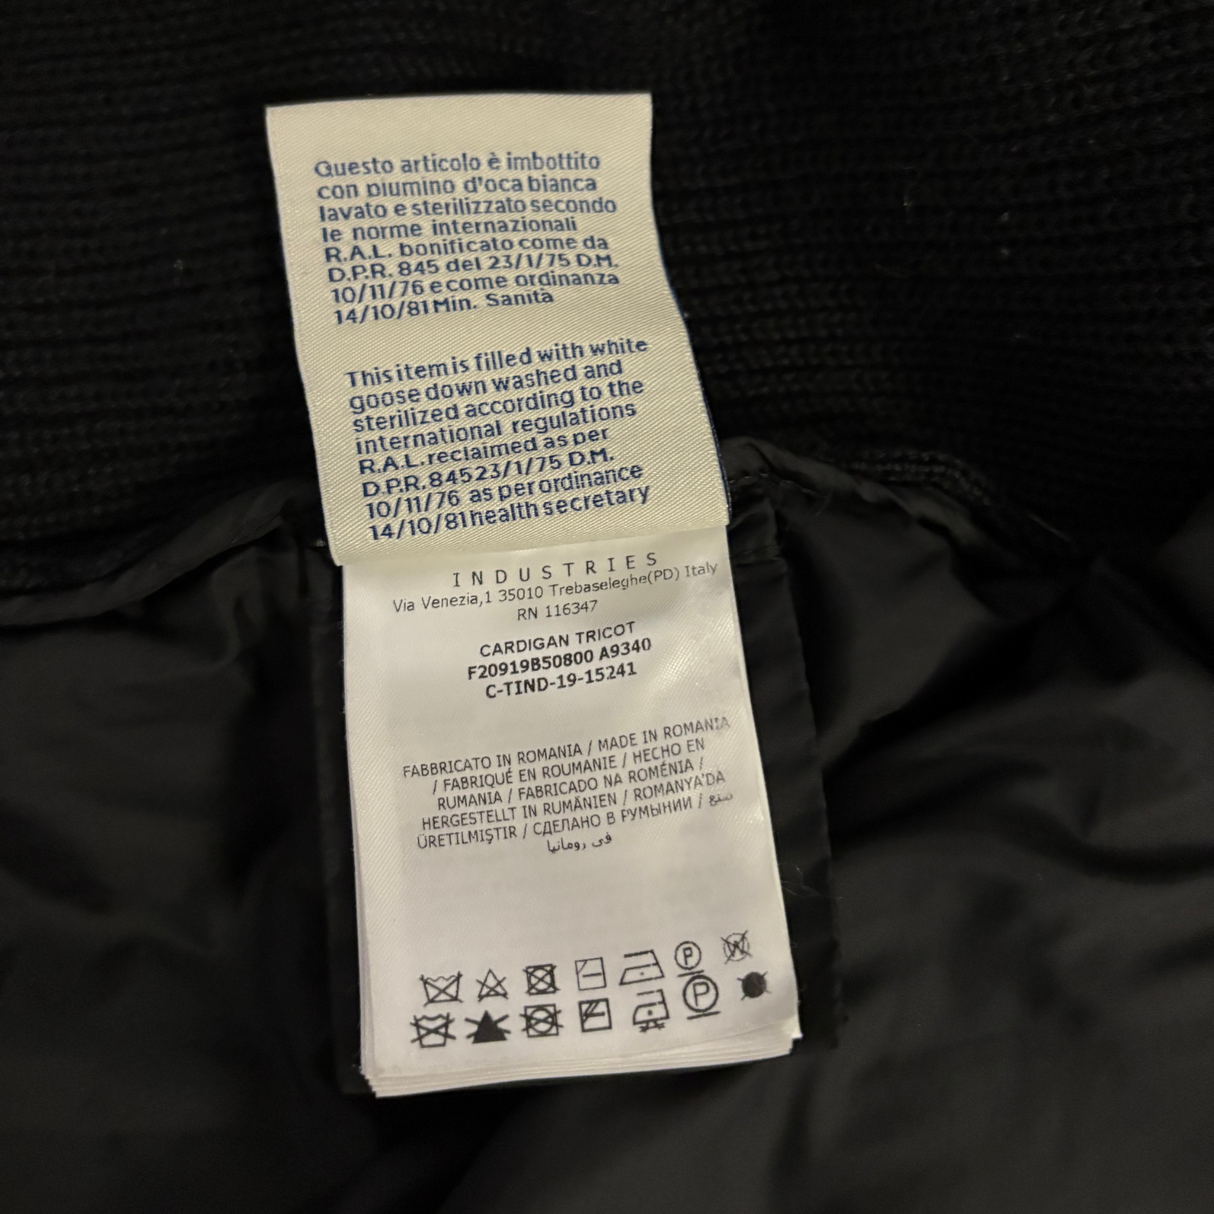 Questo articolo è imbottito
con piumino d'oca bianca
lavato e sterilizzato secondo
le norme internazionali
R.A.L. bonificato come da
D.P.R. 845 del 23/1/75 D.M.
10/11/76 e come ordinanza
14/10/81 Min. Sanità
This item is filled with white
goose down washed and
sterilized according to the
international regulations
R.A.L. reclaimed as per
D.P.R. 845 23/1/75 D.M.
10/11/76 as per ordinance
14/10/81 health secretary
INDUSTRIES
Via Venezia,1 35010 Trebaseleghe(PD) Italy
RN 116347
CARDIGAN TRICOT
F20919B50800 A9340
C-TIND-19-15241
FABBRICATO IN ROMANIA / MADE IN ROMANIA
/ FABRIQUÉ EN ROUMANIE / HECHO EN
RUMANIA / FABRICADO NA ROMÉNIA /
HERGESTELLT IN RUMÄNIEN / ROMANYA'DA
ÜRETILMIŞTIR / СДЕЛАНО В РУМЫНИИ / صنع
في رومانيا
P
W
P